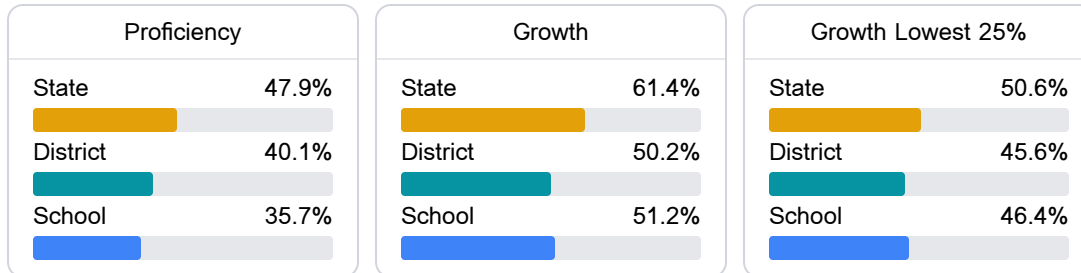 Proficiency
State 47.9%
District 40.1%
School 35.7%
Growth
State 61.4%
District 50.2%
School 51.2%
Growth Lowest 25%
State 50.6%
District 45.6%
School 46.4%